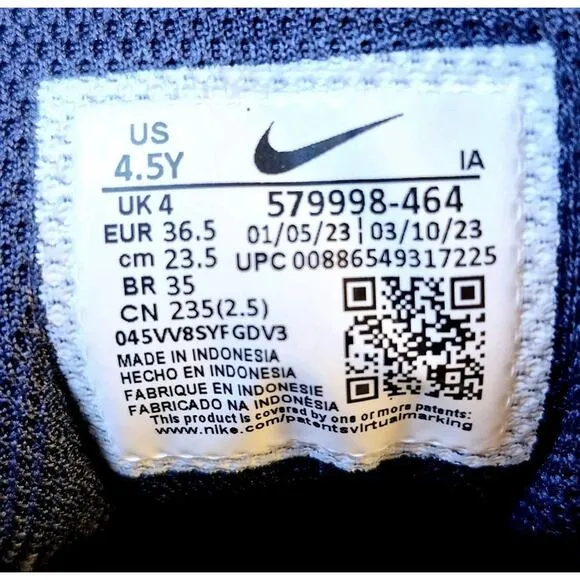 US
4.5Y
IA
UK 4
579998-464
EUR 36.5
01/05/23 | 03/10/23
cm 23.5
UPC 00886549317225
BR 35
CN 235(2.5)
045VV8SYFGDV3
MADE IN INDONESIA
HECHO EN INDONESIA
FABRIQUE EN INDONESIE
FABRICADO NA INDONÉSIA
This product is covered by one or more patents:
www.nike.com/patentsvirtualmarking